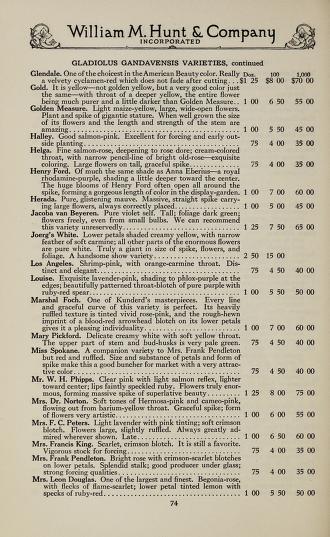 William M. Hunt & Company
INCORPORATED
GLADIOLUS GANDAVENSIS VARIETIES, continued
Doz. 100 1,000
Glendale. One of the choicest in the American Beauty color. Really
a velvety cyclamen-red which does not fade after cutting...$1 25 $8 00 $70 00
Gold. It is yellow—not golden yellow, but a very good color just
the same—with throat of a deeper yellow, the entire flower
being much purer and a little darker than Golden Measure.. 1 00 6 50 55 00
Golden Measure. Light maize-yellow, large, wide-open flowers.
Plant and spike of gigantic stature. When well grown the size
of its flowers and the length and strength of the stem are
amazing 1 00 5 50 45 00
Halley. Good salmon-pink. Excellent for forcing and early out-
side planting 75 4 00 35 00
Helga. Fine salmon-rose, deepening to rose dore; cream-colored
throat, with narrow pencil-line of bright old-rose—exquisite
coloring. Large flowers on tall, graceful spike 75 4 00 35 00
Henry Ford. Of much the same shade as Anna Eberius—a royal
rhodamine-purple, shading a little deeper toward the center.
The huge blooms of Henry Ford often open all around the
spike, forming a gorgeous length of color in the display-garden. 1 00 7 00 60 00
Herada. Pure, glistening mauve. Massive, straight spike carry-
ing large flowers, always correctly placed 1 00 5 00 45 00
Jacoba van Beyeren. Pure violet self. Tall; foliage dark green;
flowers freely, even from small bulbs. We can recommend
this variety unreservedly 1 25 7 50 65 00
Joerg's White. Lower petals shaded creamy yellow, with narrow
feather of soft carmine; all other parts of the enormous flowers
are pure white. Truly a giant in size of spike, flowers, and
foliage. A handsome show variety 2 50 15 00
Los Angeles. Shrimp-pink, with orange-carmine throat. Dis-
tinct and elegant 75 4 50 40 00
Louise. Exquisite lavender-pink, shading to phlox-purple at the
edges; beautifully patterned throat-blotch of pure purple with
ruby-red spear 1 00 5 50 50 00
Marshal Foch. One of Kunderd's masterpieces. Every line
and graceful curve of this variety is perfect. Its heavily
ruffled texture is tinted vivid rose-pink, and the rough-hewn
imprint of a blood-red arrowhead blotch on its lower petals
gives it a pleasing individuality 1 00 7 00 60 00
Mary Pickford. Delicate creamy white with soft yellow throat.
The upper part of stem and bud-husks is very pale green. 75 4 50 40 00
Miss Spokane. A companion variety to Mrs. Frank Pendleton
but red and ruffled. Size and substance of petals and form of
spike make this a good buncher for market with a very attrac-
tive color 75 4 50 40 00
Mr. W. H. Phipps. Clear pink with light salmon reflex, lighter
toward center; lips faintly speckled ruby. Flowers truly enor-
mous, forming massive spike of superlative beauty 1 25 8 00 75 00
Mrs. Dr. Norton. Soft tones of Hermosa-pink and cameo-pink,
flowing out from barium-yellow throat. Graceful spike; form
of flowers very artistic 1 00 6 00 55 00
Mrs. F. C. Peters. Light lavender with pink tinting; soft crimson
blotch. Flowers large, slightly ruffled. Always greatly ad-
mired wherever shown. Late 1 00 6 50 60 00
Mrs. Francis King. Scarlet, crimson blotch. It is still a favorite.
Vigorous stock for forcing 75 4 00 35 00
Mrs. Frank Pendleton. Bright rose with crimson-scarlet blotches
on lower petals. Splendid stalk; good producer under glass;
strong forcing qualities 75 4 00 35 00
Mrs. Leon Douglas. One of the largest and finest. Begonia-rose,
with flecks of flame-scarlet; lower petal tinted lemon with
specks of ruby-red 1 00 5 50 50 00
74